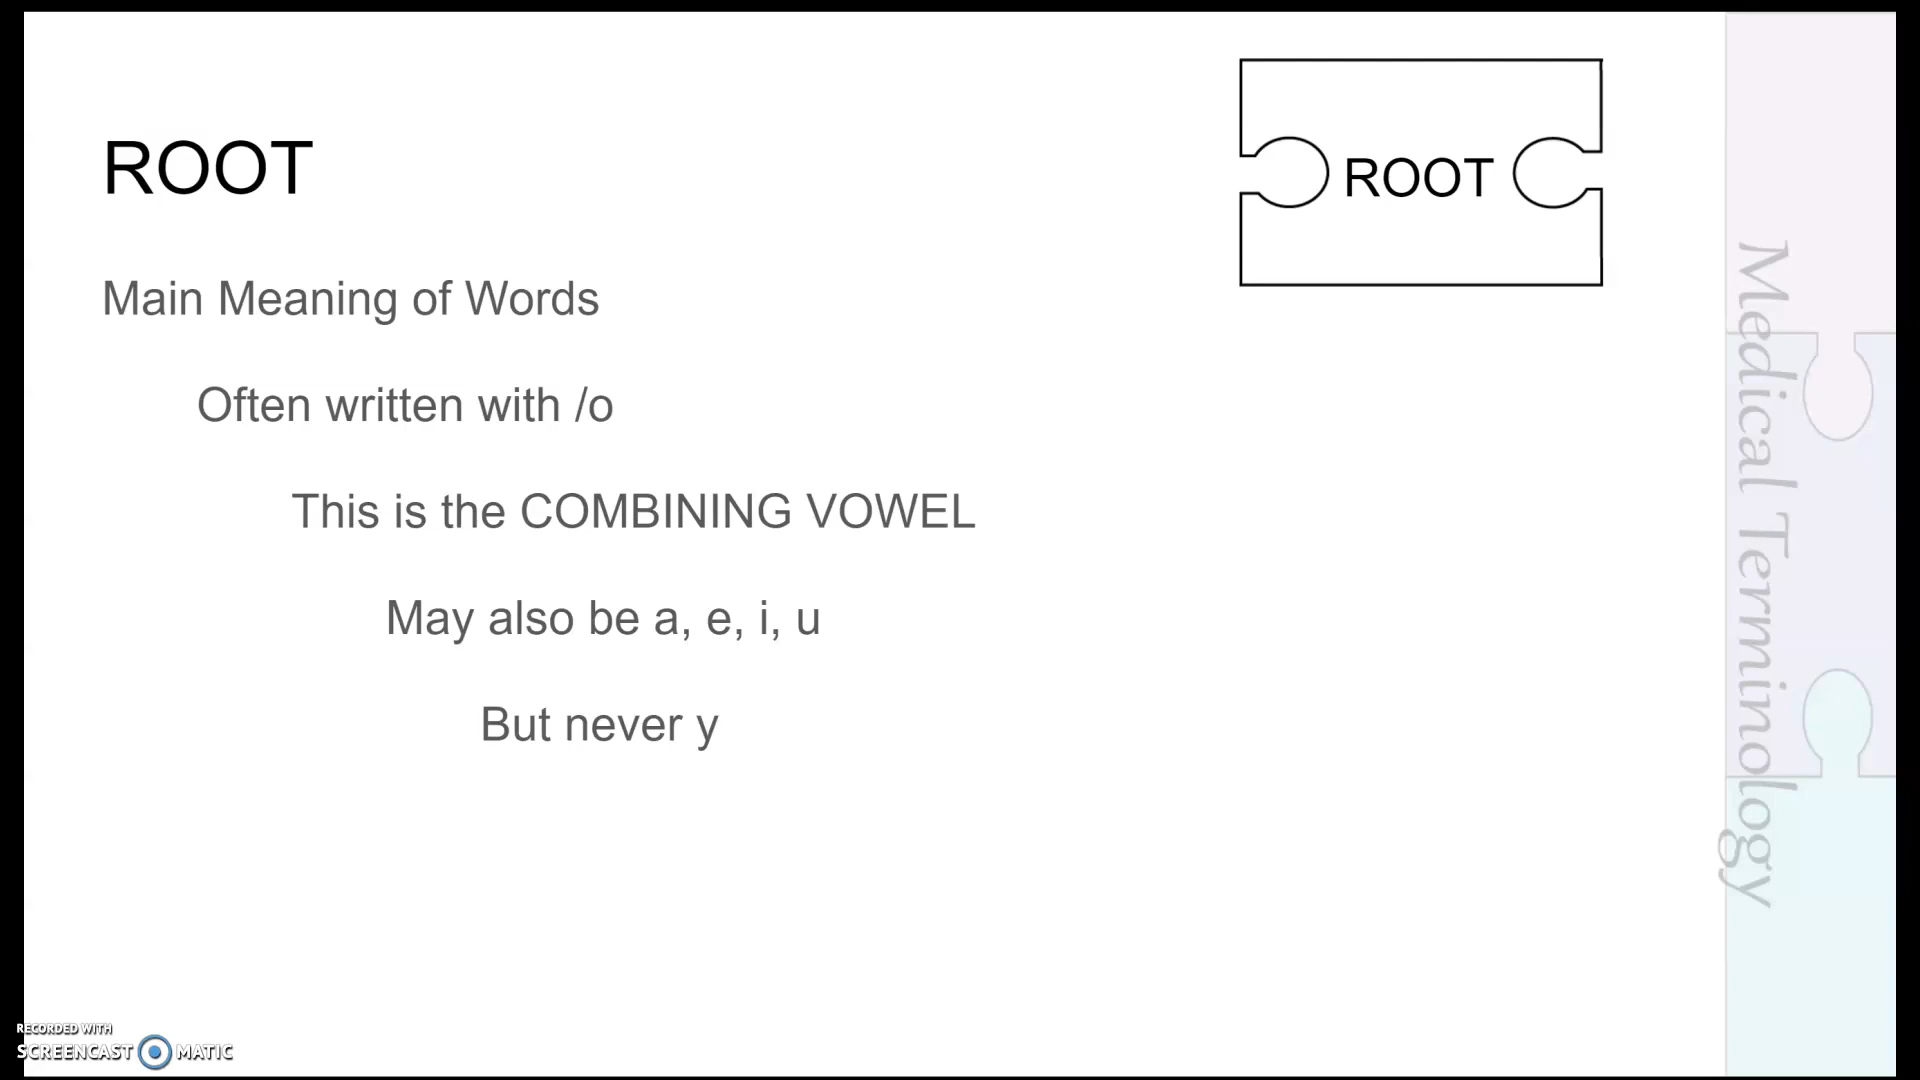 ROOT
ROOT
Main Meaning of Words
Often written with /o
This is the COMBINING VOWEL
May also be a, e, i, u
But never y
Medical Terminology
RECORDED WITH
SCREENCAST MATIC